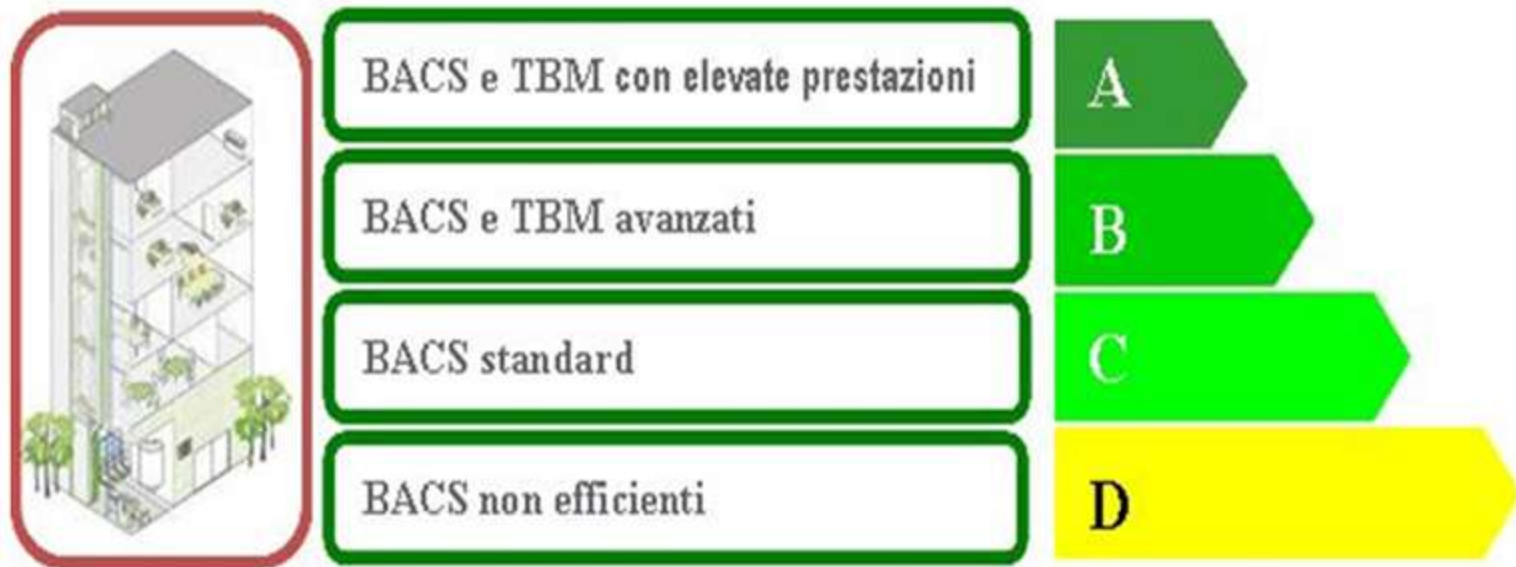 BACS e TBM con elevate prestazioni
A
BACS e TBM avanzati
B
BACS standard
C
BACS non efficienti
D